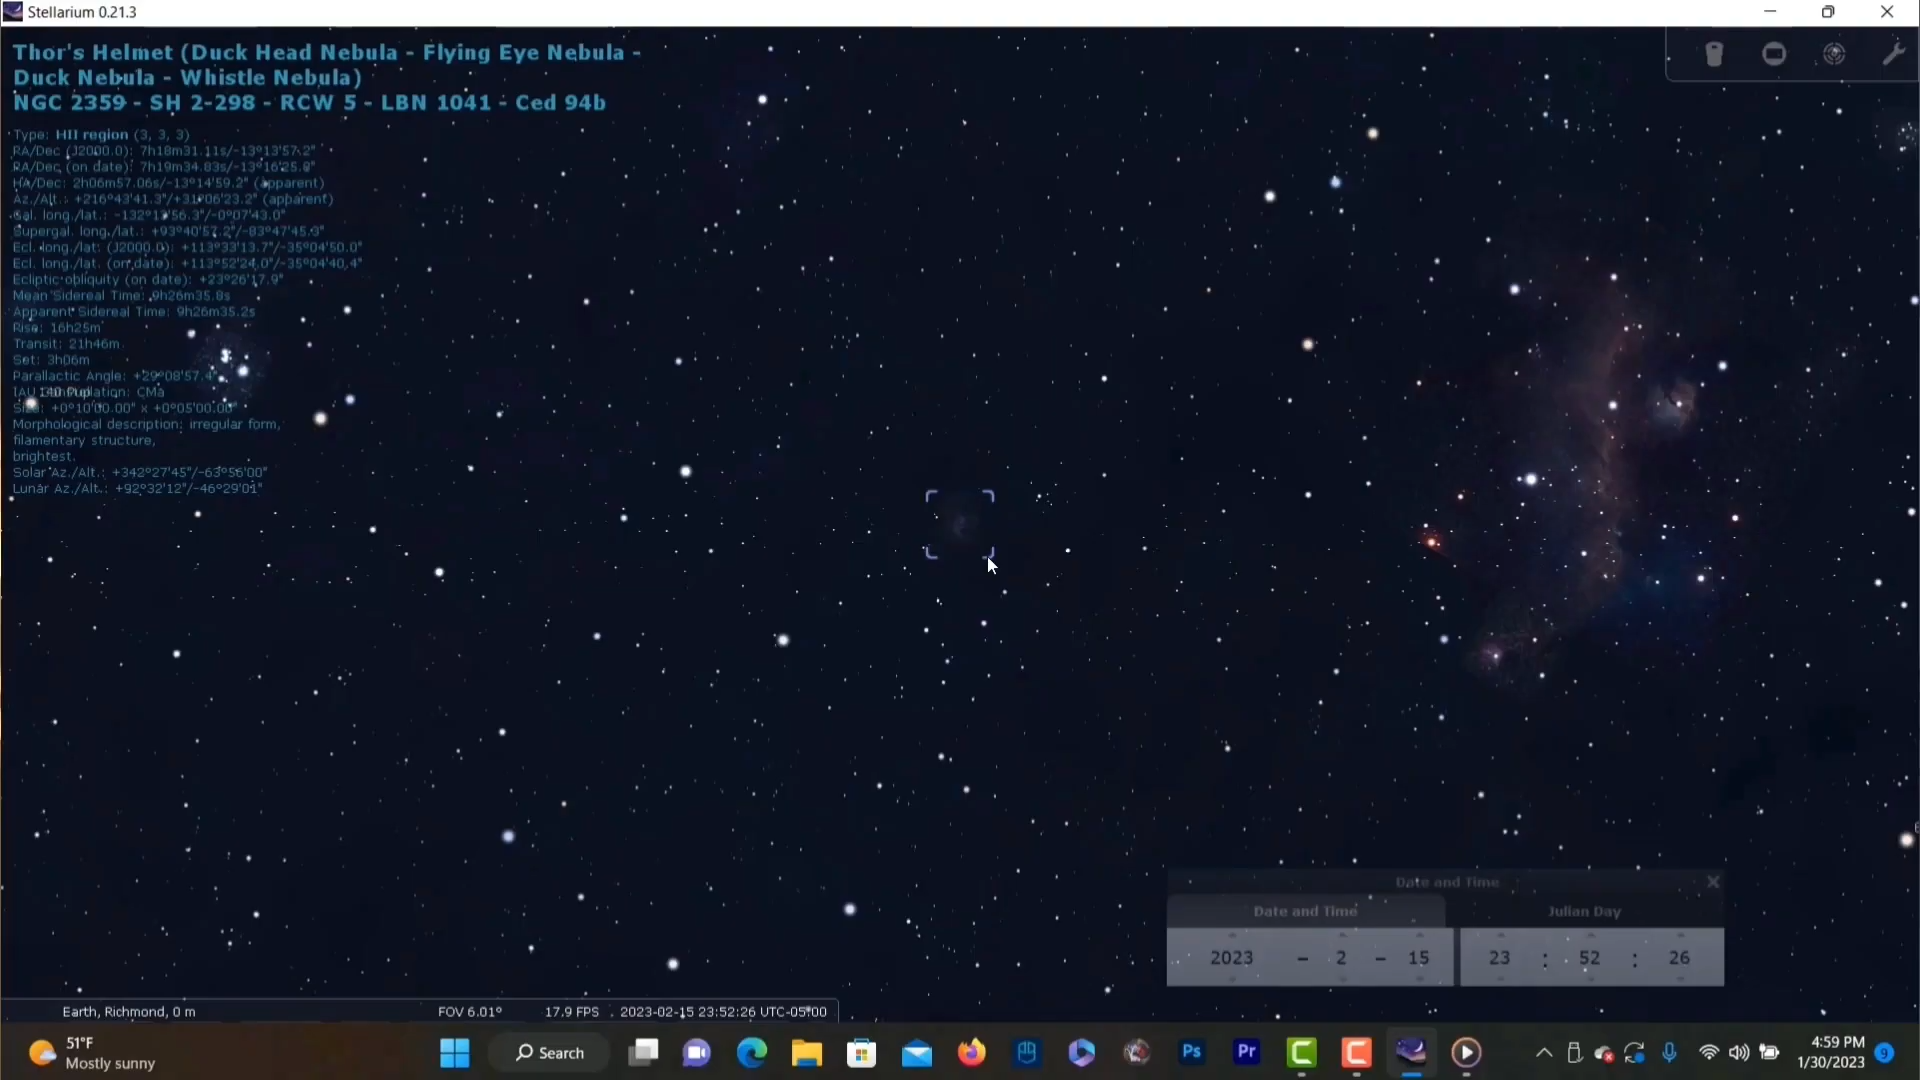 Stellarium 0.21.3
Thor's Helmet (Duck Head Nebula - Flying Eye Nebula -
Duck Nebula - Whistle Nebula)
NGC 2359 - SH 2-298 - RCW 5 - LBN 1041 - Ced 94b
Type: HII region (3, 3, 3)
RA/Dec (J2000.0): 7h18m31.11s/-13°13'57.2"
RA/Dec (on date): 7h19m34.83s/-13°16'25.8"
HA/Dec: 2h06m57.06s/-13°14'59.2" (apparent)
Az./Alt.: +216°43'41.3"/+31°06'23.2" (apparent)
Gal. long./lat.: -132°13'56.3"/-0°07'43.0"
Supergal. long./lat.: +93°40'57.2"/-83°47'45.3"
Ecl. long./lat. (J2000.0): +113°33'13.7"/-35°04'50.0"
Ecl. long./lat. (on date): +113°52'24.0"/-35°04'40.4"
Ecliptic obliquity (on date): +23°26'17.9"
Mean Sidereal Time: 9h26m35.8s
Apparent Sidereal Time: 9h26m35.2s
Rise: 16h25m
Transit: 21h46m
Set: 3h06m
Parallactic Angle: +29°08'57.4"
IAU Constellation: CMa
Size: +0°10'00.00" x +0°05'00.00"
Morphological description: irregular form,
filamentary structure,
brightest.
Solar Az./Alt.: +342°27'45"/-63°56'00"
Lunar Az./Alt.: +92°32'12"/-46°29'01"
Date and Time
Date and Time Julian Day
2023 - 2 - 15 23 : 52 : 26
Earth, Richmond, 0 m FOV 6.01° 17.9 FPS 2023-02-15 23:52:26 UTC-05:00
51°F
Mostly sunny
Search
Ps
Pr
4:59 PM
1/30/2023
9